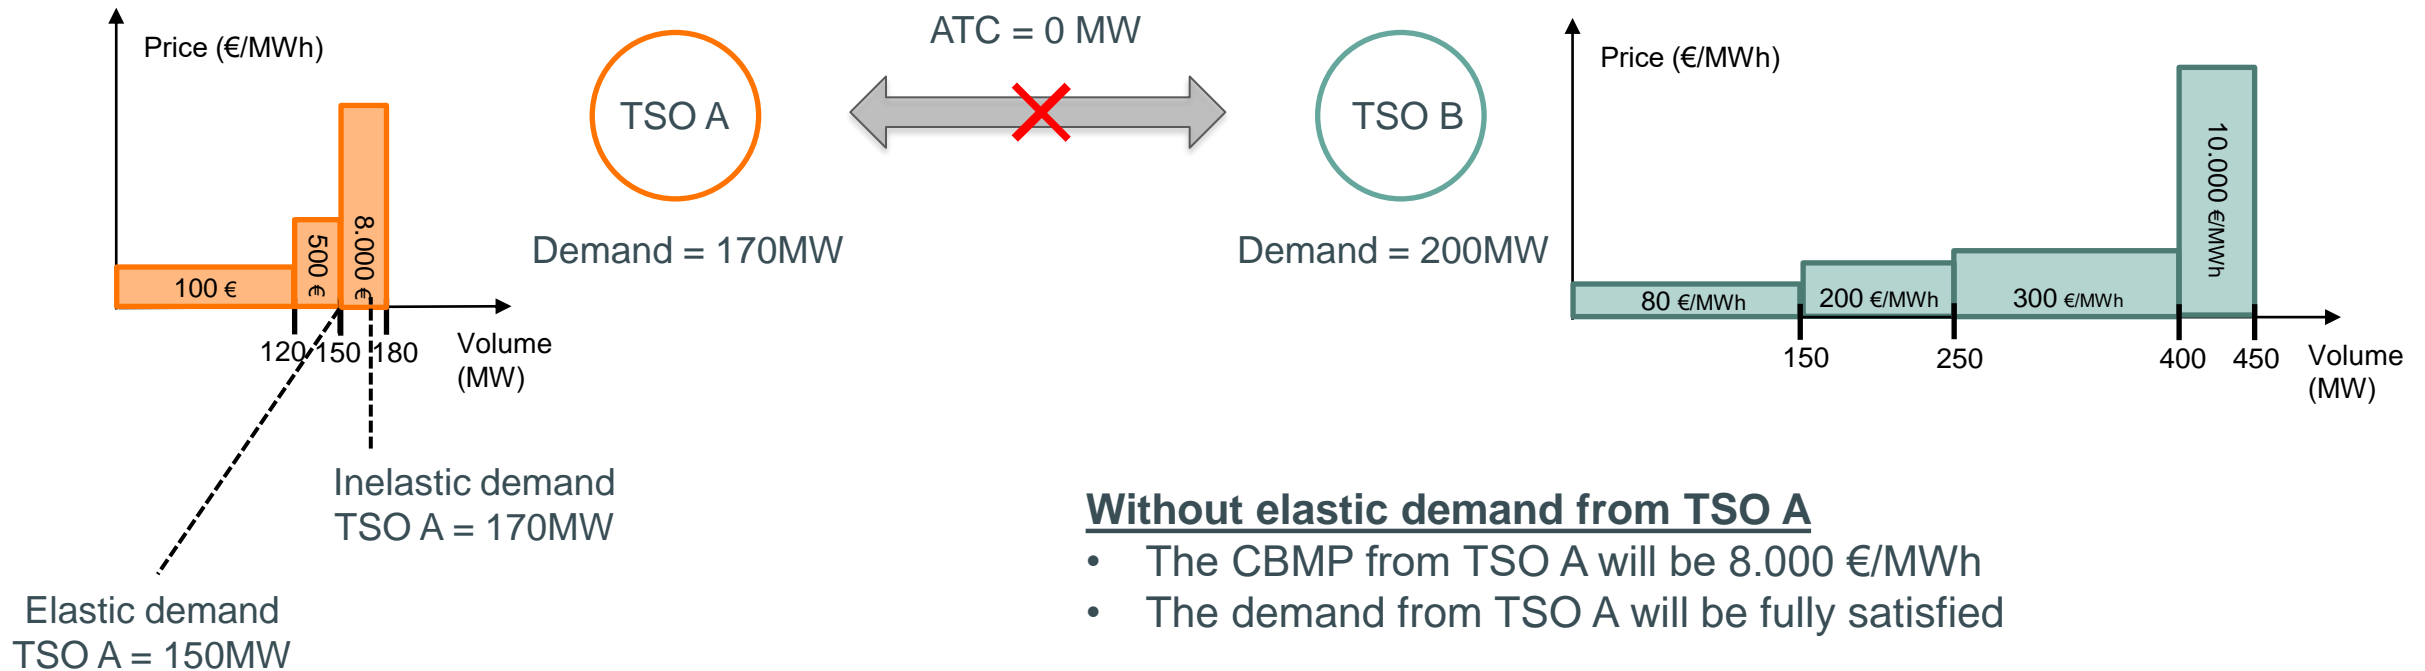 Price (€/MWh)
100 €
500 €
8.000 €
120
150
180
Volume
(MW)
TSO A
Demand = 170MW
ATC = 0 MW
TSO B
Demand = 200MW
Price (€/MWh)
80 €/MWh
200 €/MWh
300 €/MWh
10.000 €/MWh
150
250
400
450
Volume
(MW)
Inelastic demand
TSO A = 170MW
Elastic demand
TSO A = 150MW
Without elastic demand from TSO A
• The CBMP from TSO A will be 8.000 €/MWh
• The demand from TSO A will be fully satisfied